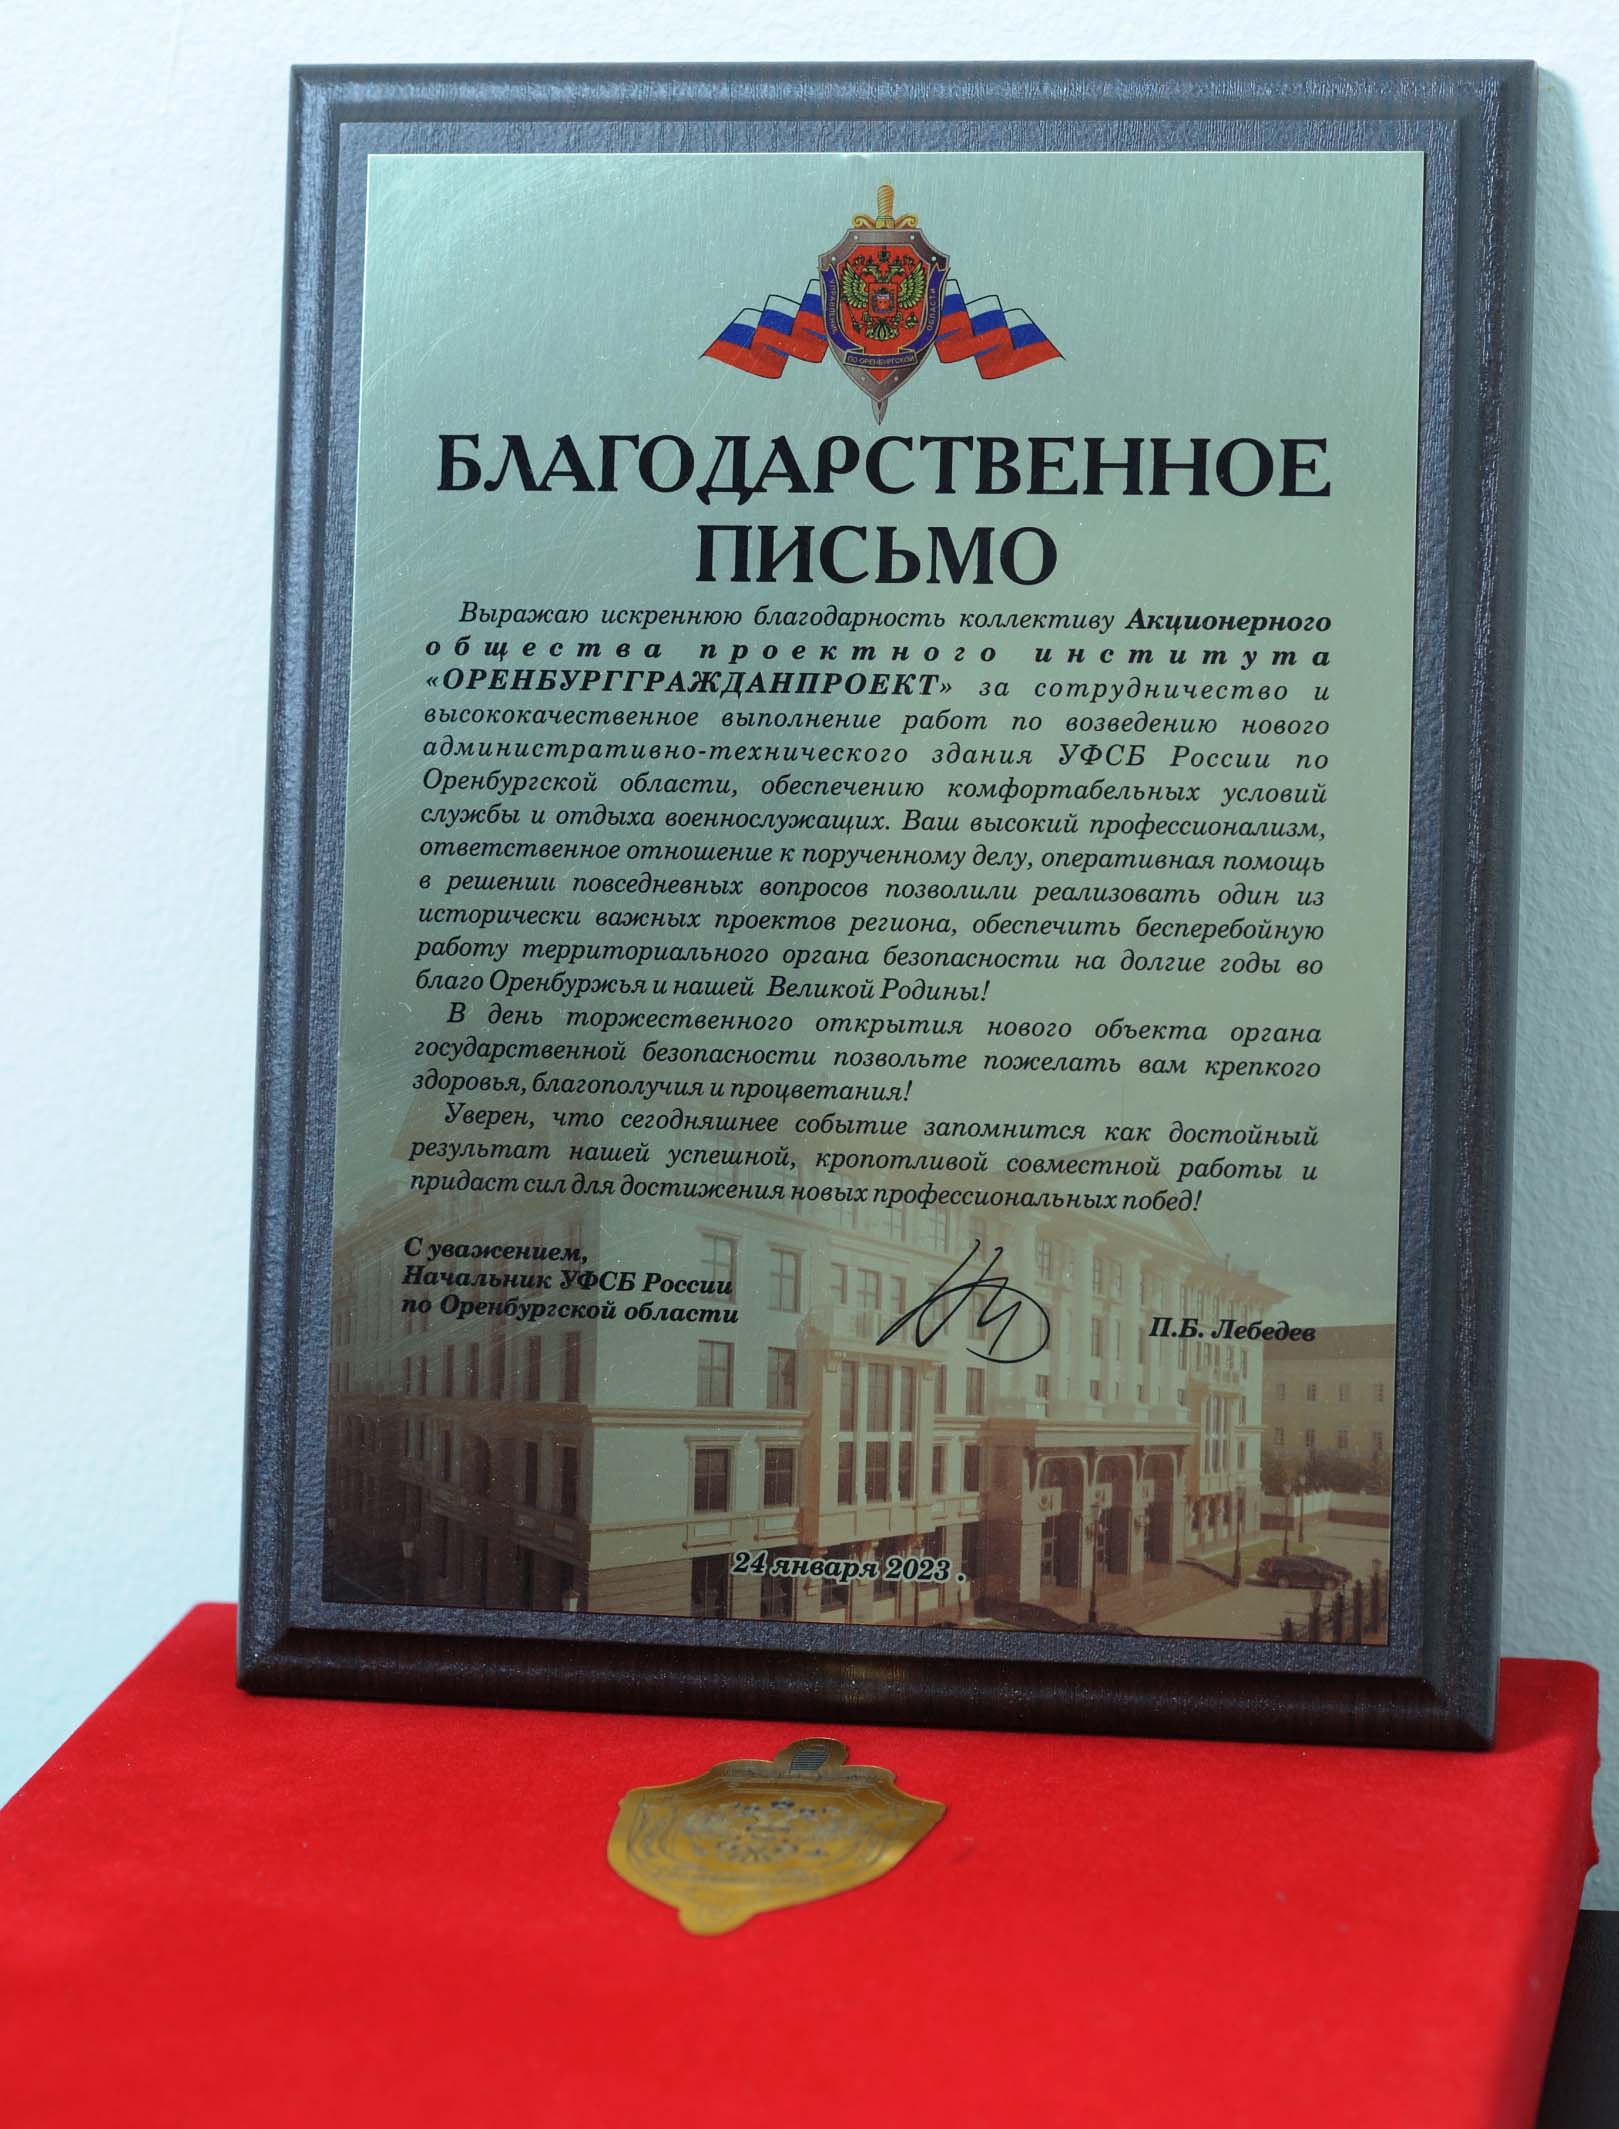 УПРАВЛЕНИЕ
ПО ОРЕНБУРГСКОЙ
ОБЛАСТИ
БЛАГОДАРСТВЕННОЕ
ПИСЬМО
Выражаю искреннюю благодарность коллективу Акционерного
общества проектного института
«ОРЕНБУРГГРАЖДАНПРОЕКТ» за сотрудничество и
высококачественное выполнение работ по возведению нового
административно-технического здания УФСБ России по
Оренбургской области, обеспечению комфортабельных условий
службы и отдыха военнослужащих. Ваш высокий профессионализм,
ответственное отношение к порученному делу, оперативная помощь
в решении повседневных вопросов позволили реализовать один из
исторически важных проектов региона, обеспечить бесперебойную
работу территориального органа безопасности на долгие годы во
благо Оренбуржья и нашей Великой Родины!
В день торжественного открытия нового объекта органа
государственной безопасности позвольте пожелать вам крепкого
здоровья, благополучия и процветания!
Уверен, что сегодняшнее событие запомнится как достойный
результат нашей успешной, кропотливой совместной работы и
придаст сил для достижения новых профессиональных побед!
С уважением,
Начальник УФСБ России
по Оренбургской области
П.Б. Лебедев
24 января 2023 .